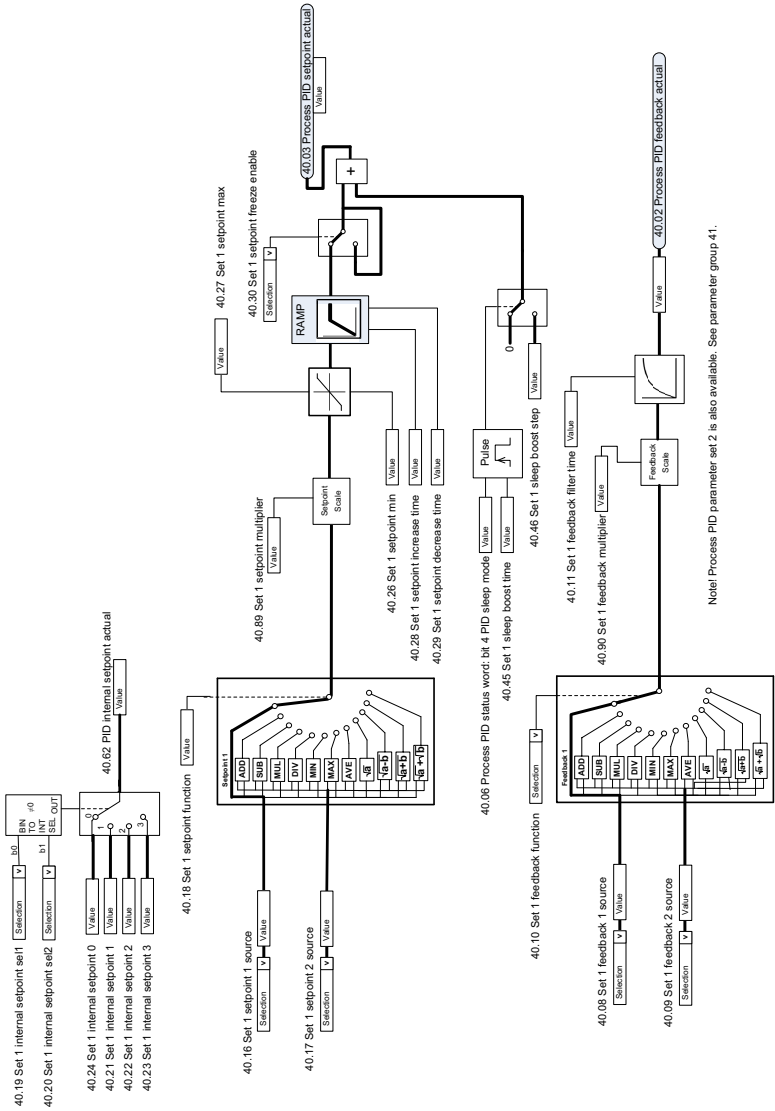 40.19 Set 1 internal setpoint sel1
Selection
v
b0
40.20 Set 1 internal setpoint sel2
Selection
v
b1
BIN
TO
INT
SEL
≠0
OUT
40.24 Set 1 internal setpoint 0
Value
0
40.21 Set 1 internal setpoint 1
Value
1
40.22 Set 1 internal setpoint 2
Value
2
40.23 Set 1 internal setpoint 3
Value
3
40.62 PID internal setpoint actual
Value
40.18 Set 1 setpoint function
Value
Setpoint 1
ADD
SUB
MUL
DIV
MIN
MAX
AVE
√a
√a-b
√a+b
√a+√b
40.16 Set 1 setpoint 1 source
Selection
v
Value
40.17 Set 1 setpoint 2 source
Selection
v
Value
40.89 Set 1 setpoint multiplier
Value
Setpoint
Scale
40.27 Set 1 setpoint max
Value
40.26 Set 1 setpoint min
Value
40.28 Set 1 setpoint increase time
Value
40.29 Set 1 setpoint decrease time
Value
RAMP
40.30 Set 1 setpoint freeze enable
Selection
v
+
40.03 Process PID setpoint actual
Value
40.06 Process PID status word: bit 4 PID sleep mode
Value
40.45 Set 1 sleep boost time
Value
Pulse
0
40.46 Set 1 sleep boost step
Value
40.10 Set 1 feedback function
Selection
v
Feedback 1
ADD
SUB
MUL
DIV
MIN
MAX
AVE
√a
√a-b
√a+b
√a+√b
40.08 Set 1 feedback 1 source
Selection
v
Value
40.09 Set 1 feedback 2 source
Selection
v
Value
40.90 Set 1 feedback multiplier
Value
Feedback
Scale
40.11 Set 1 feedback filter time
Value
Value
40.02 Process PID feedback actual
Note! Process PID parameter set 2 is also available. See parameter group 41.